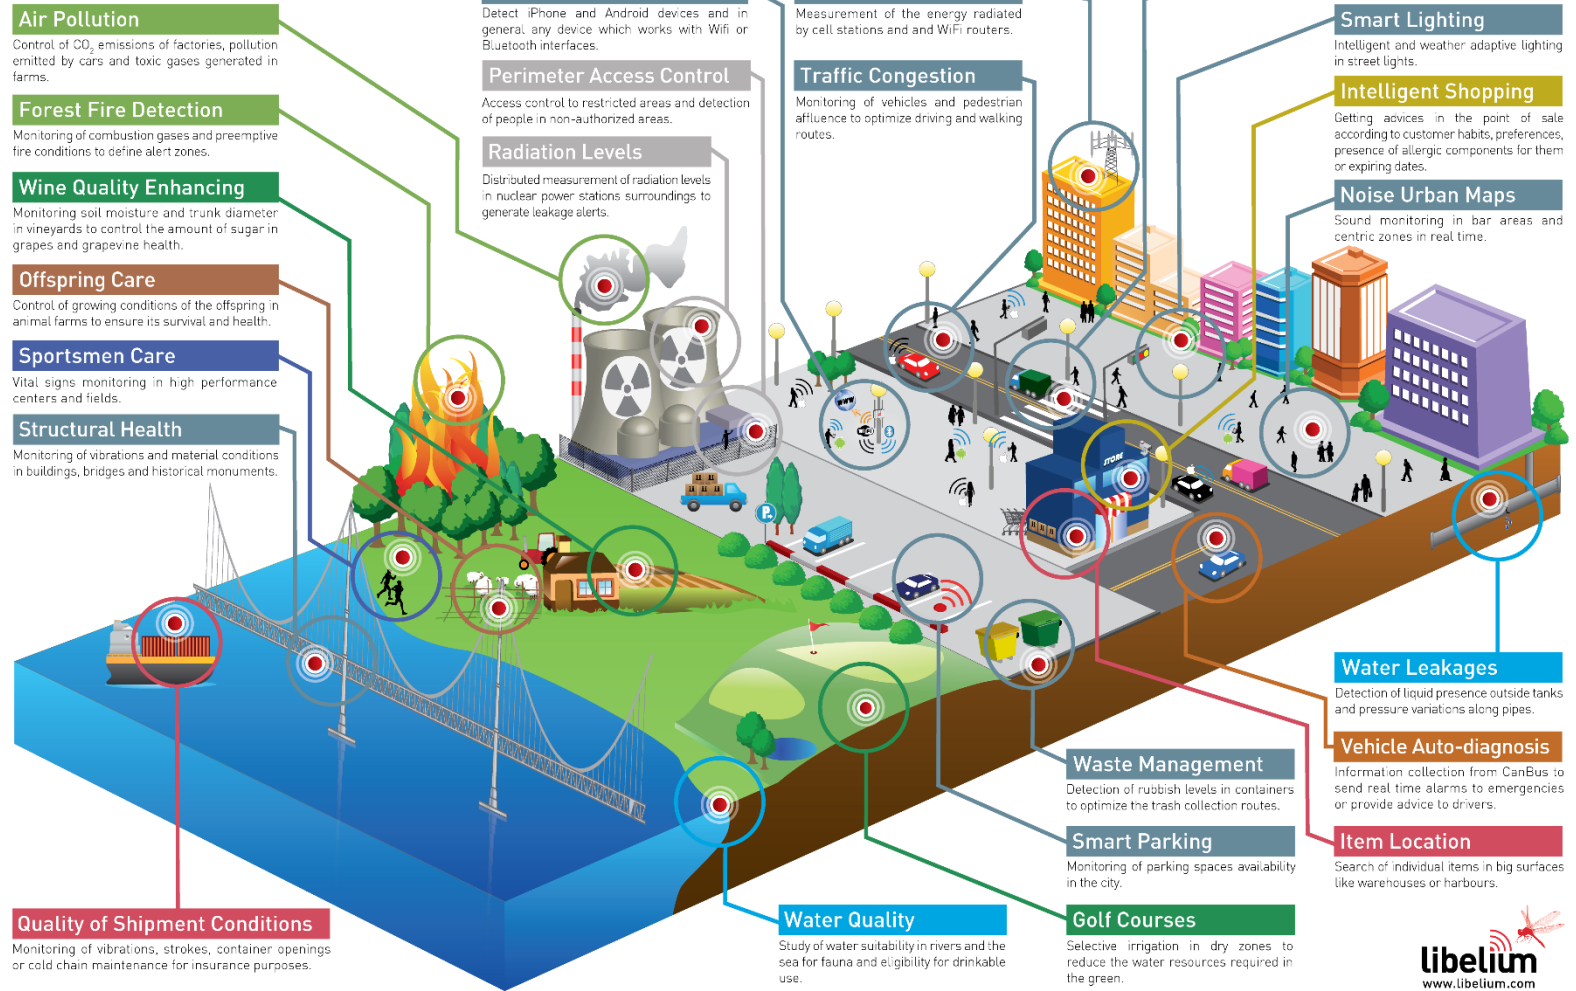 Air Pollution
Control of CO2 emissions of factories, pollution
emitted by cars and toxic gases generated in
farms.
Forest Fire Detection
Monitoring of combustion gases and preemptive
fire conditions to define alert zones.
Wine Quality Enhancing
Monitoring soil moisture and trunk diameter
in vineyards to control the amount of sugar in
grapes and grapevine health.
Offspring Care
Control of growing conditions of the offspring in
animal farms to ensure its survival and health.
Sportsmen Care
Vital signs monitoring in high performance
centers and fields.
Structural Health
Monitoring of vibrations and material conditions
in buildings, bridges and historical monuments.
Quality of Shipment Conditions
Monitoring of vibrations, strokes, container openings
or cold chain maintenance for insurance purposes.
Detect iPhone and Android devices and in
general any device which works with Wifi or
Bluetooth interfaces.
Perimeter Access Control
Access control to restricted areas and detection
of people in non-authorized areas.
Radiation Levels
Distributed measurement of radiation levels
in nuclear power stations surroundings to
generate leakage alerts.
Measurement of the energy radiated
by cell stations and and WiFi routers.
Traffic Congestion
Monitoring of vehicles and pedestrian
affluence to optimize driving and walking
routes.
Smart Lighting
Intelligent and weather adaptive lighting
in street lights.
Intelligent Shopping
Getting advices in the point of sale
according to customer habits, preferences,
presence of allergic components for them
or expiring dates.
Noise Urban Maps
Sound monitoring in bar areas and
centric zones in real time.
www
STORE
P
Water Leakages
Detection of liquid presence outside tanks
and pressure variations along pipes.
Vehicle Auto-diagnosis
Information collection from CanBus to
send real time alarms to emergencies
or provide advice to drivers.
Item Location
Search of individual items in big surfaces
like warehouses or harbours.
Waste Management
Detection of rubbish levels in containers
to optimize the trash collection routes.
Smart Parking
Monitoring of parking spaces availability
in the city.
Golf Courses
Selective irrigation in dry zones to
reduce the water resources required in
the green.
Water Quality
Study of water suitability in rivers and the
sea for fauna and eligibility for drinkable
use.
libelium
www.libelium.com